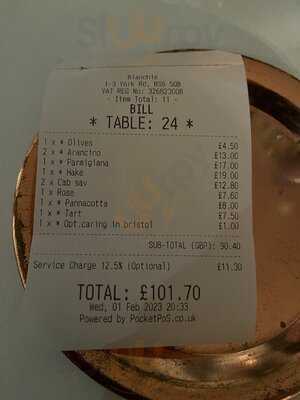 Bianchis
1-3 York Rd, BS6 5QB
VAT REG No: 326823008
- Item Total: 11 -
BILL
* TABLE: 24 *
1 x * Olives £4.50
2 x * Arancino £13.00
1 x * Parmigiana £17.00
1 x * Hake £19.00
2 x Cab sav £12.80
1 x Rose £7.60
1 x * Pannacotta £8.00
1 x * Tart £7.50
1 x * Opt.caring in bristol £1.00
SUB-TOTAL (GBP): 90.40
Service Charge 12.5% (Optional) £11.30
TOTAL: £101.70
Wed, 01 Feb 2023 20:33
Powered by PocketPoS.co.uk